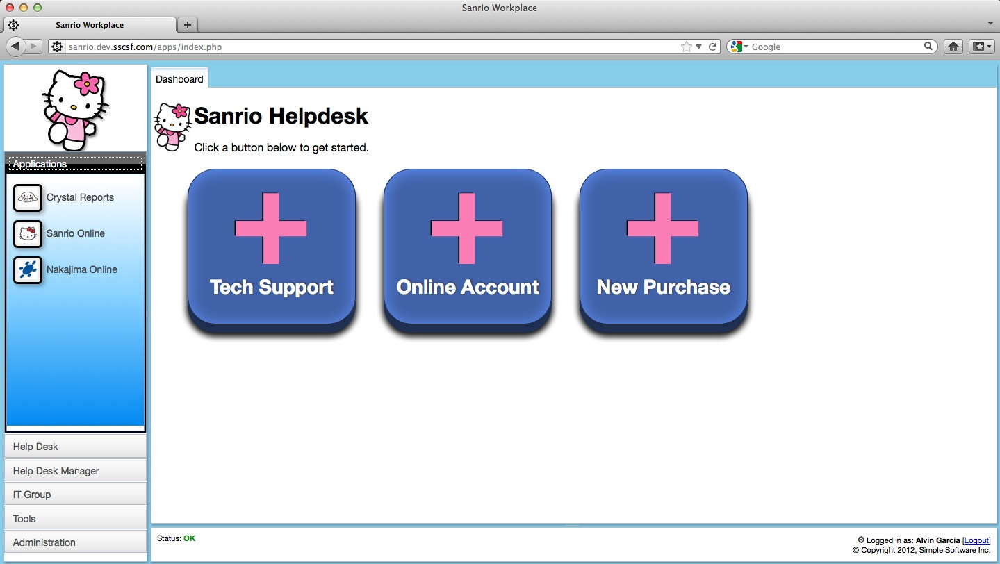 Sanrio Workplace
Sanrio Workplace
sanrio.dev.sscsf.com/apps/index.php
Google
Dashboard
Sanrio Helpdesk
Click a button below to get started.
Applications
Crystal Reports
Sanrio Online
Nakajima Online
Tech Support
Online Account
New Purchase
Help Desk
Help Desk Manager
IT Group
Tools
Administration
Status: OK
Logged in as: Alvin Garcia [Logout]
© Copyright 2012, Simple Software Inc.